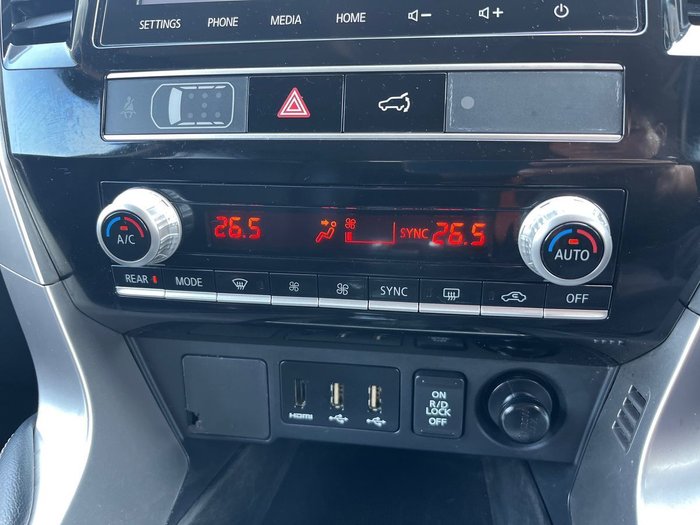 SETTINGS PHONE MEDIA HOME
26.5 SYNC 26.5
A/C AUTO
REAR MODE SYNC OFF
HDMI
ON
R/D
LOCK
OFF